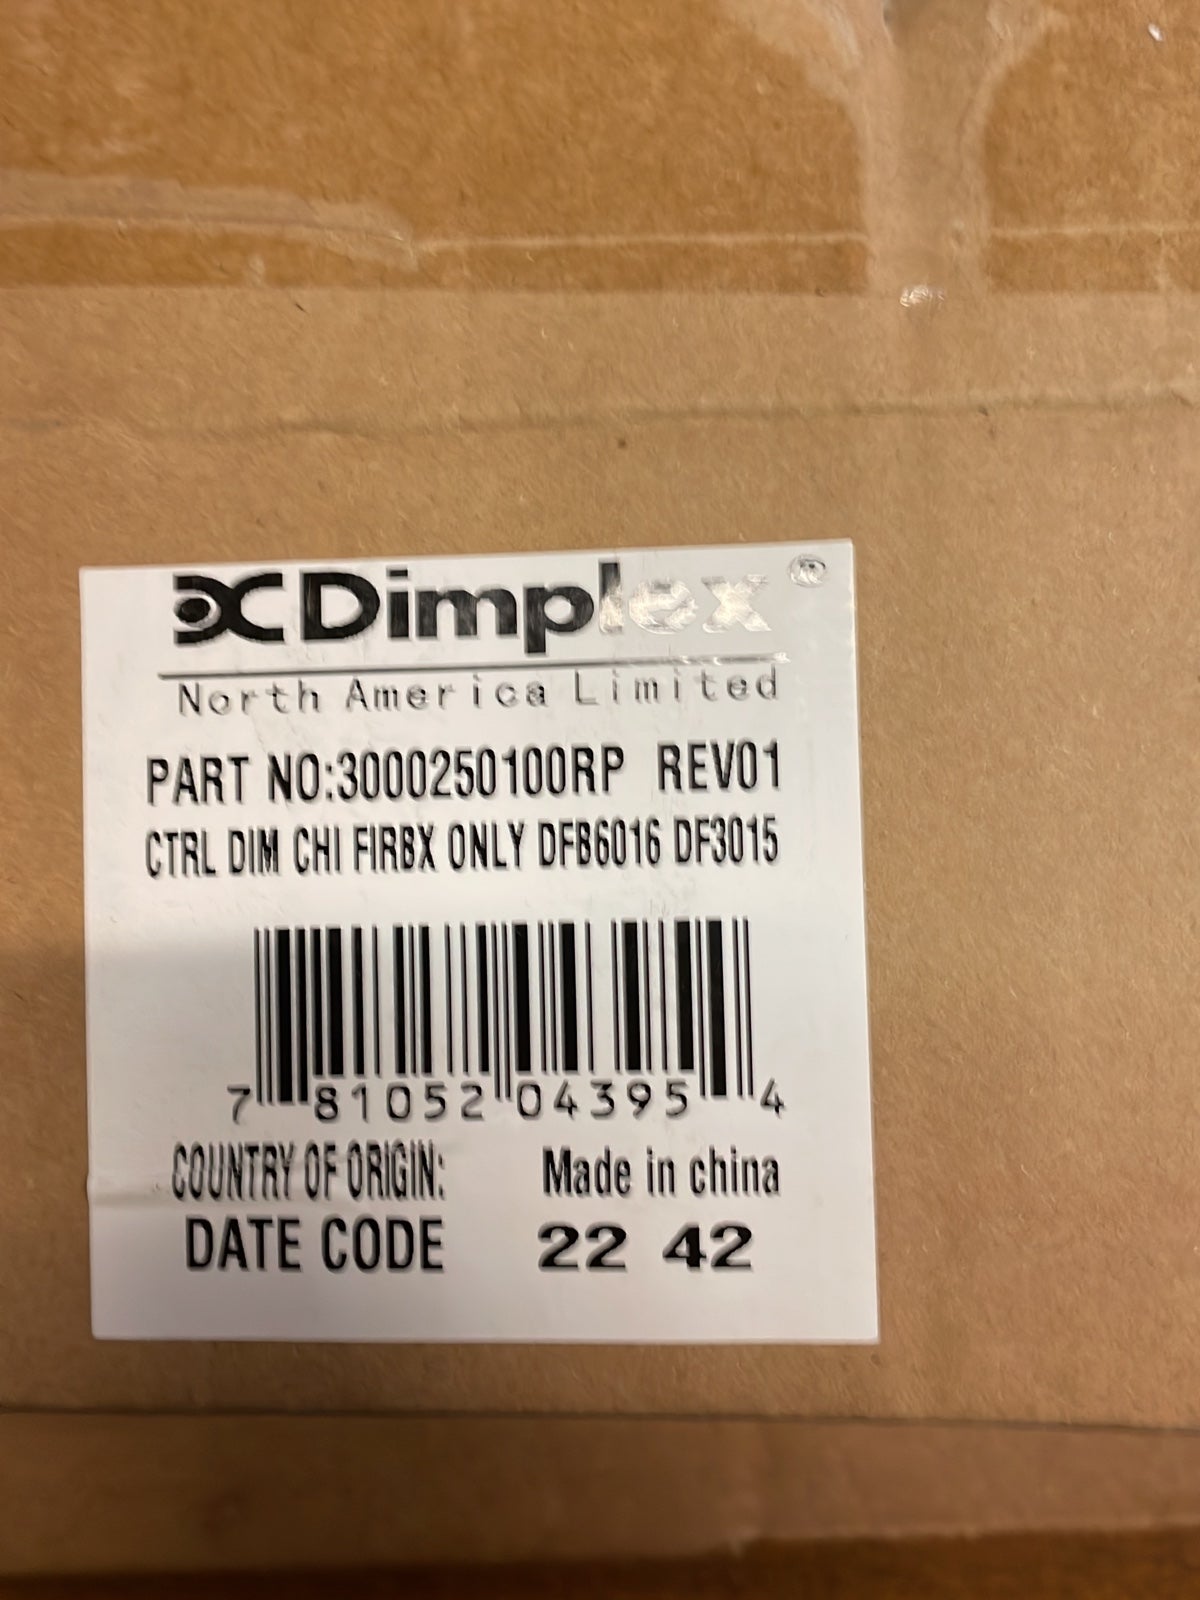 Dimplex ®
North America Limited
PART NO:3000250100RP REV01
CTRL DIM CHI FIRBX ONLY DFB6016 DF3015
7 81052 04395 4
COUNTRY OF ORIGIN: Made in china
DATE CODE 22 42